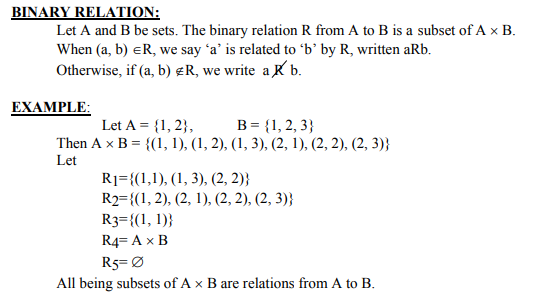 BINARY RELATION:
Let A and B be sets. The binary relation R from A to B is a subset of A × B.
When (a, b) ∈R, we say ‘a’ is related to ‘b’ by R, written aRb.
Otherwise, if (a, b) ∉R, we write a R̸ b.
EXAMPLE:
Let A = {1, 2}, B = {1, 2, 3}
Then A × B = {(1, 1), (1, 2), (1, 3), (2, 1), (2, 2), (2, 3)}
Let
R1={(1,1), (1, 3), (2, 2)}
R2={(1, 2), (2, 1), (2, 2), (2, 3)}
R3={(1, 1)}
R4= A × B
R5= ∅
All being subsets of A × B are relations from A to B.